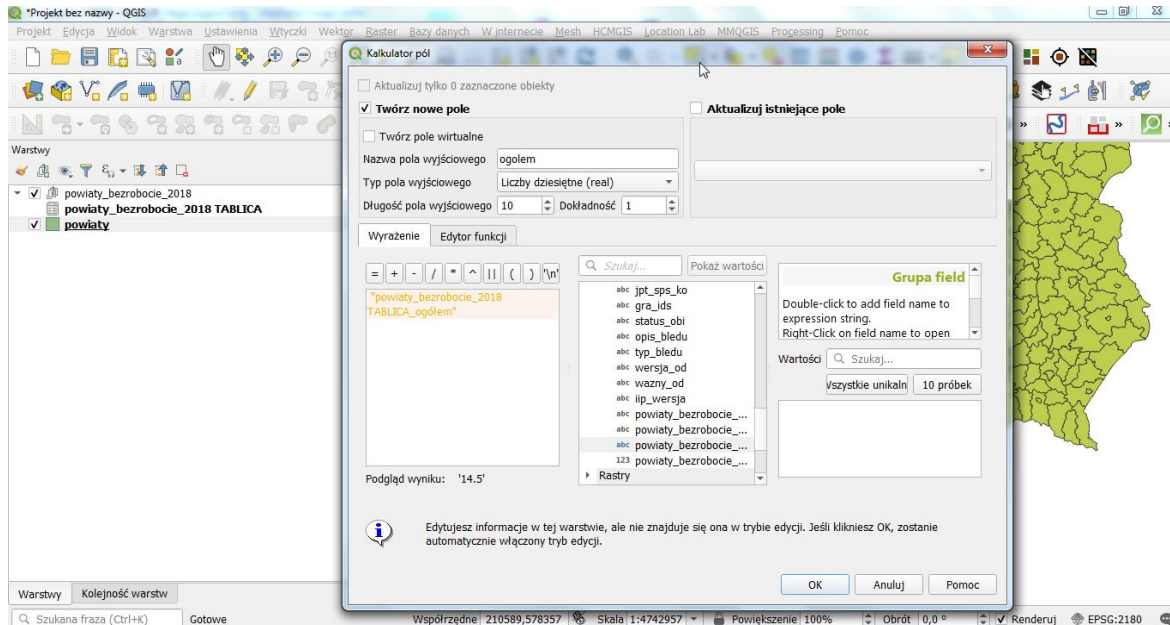 *Projekt bez nazwy - QGIS
Projekt Edycja Widok Warstwa Ustawienia Wtyczki Wektor Raster Bazy danych W internecie Mesh HCMGIS Location Lab MMQGIS Processing Pomoc
Kalkulator pól
Aktualizuj tylko 0 zaznaczone obiekty
Twórz nowe pole
Aktualizuj istniejące pole
Twórz pole wirtualne
Nazwa pola wyjściowego ogolem
Typ pola wyjściowego Liczby dziesiętne (real)
Długość pola wyjściowego 10 Dokładność 1
Warstwy
powiaty_bezrobocie_2018
powiaty_bezrobocie_2018 TABLICA
powiaty
Wyrażenie Edytor funkcji
= + - / * ^ || ( ) '\n'
"powiaty_bezrobocie_2018
TABLICA_ogółem"
Podgląd wyniku: '14.5'
Szukaj... Pokaż wartości
abc jpt_sps_ko
abc gra_ids
abc status_obi
abc opis_bledu
abc typ_bledu
abc wersja_od
abc wazny_od
abc iip_wersja
abc powiaty_bezrobocie_...
abc powiaty_bezrobocie_...
abc powiaty_bezrobocie_...
123 powiaty_bezrobocie_...
Rastry
Grupa field
Double-click to add field name to
expression string.
Right-Click on field name to open
Wartości Szukaj...
Wszystkie unikaln 10 próbek
Edytujesz informacje w tej warstwie, ale nie znajduje się ona w trybie edycji. Jeśli klikniesz OK, zostanie
automatycznie włączony tryb edycji.
OK Anuluj Pomoc
Warstwy Kolejność warstw
Szukana fraza (Ctrl+K) Gotowe Współrzędne 210589,578357 Skala 1:4742957 Powiększenie 100% Obrót 0,0 ° Renderuj EPSG:2180